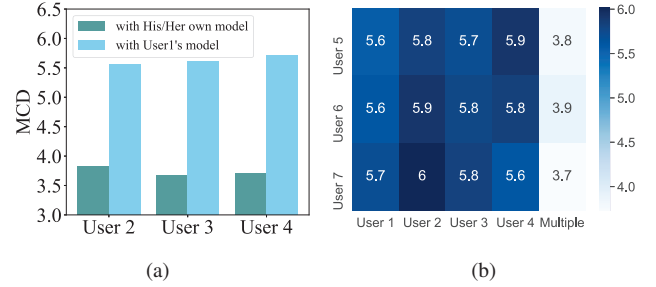 with His/Her own model
with User1's model
MCD
6.5
6.0
5.5
5.0
4.5
4.0
3.5
3.0
User 2 User 3 User 4
(a)
User 5 5.6 5.8 5.7 5.9 3.8
User 6 5.6 5.9 5.8 5.8 3.9
User 7 5.7 6 5.8 5.6 3.7
User 1 User 2 User 3 User 4 Multiple
6.0
5.5
5.0
4.5
4.0
(b)